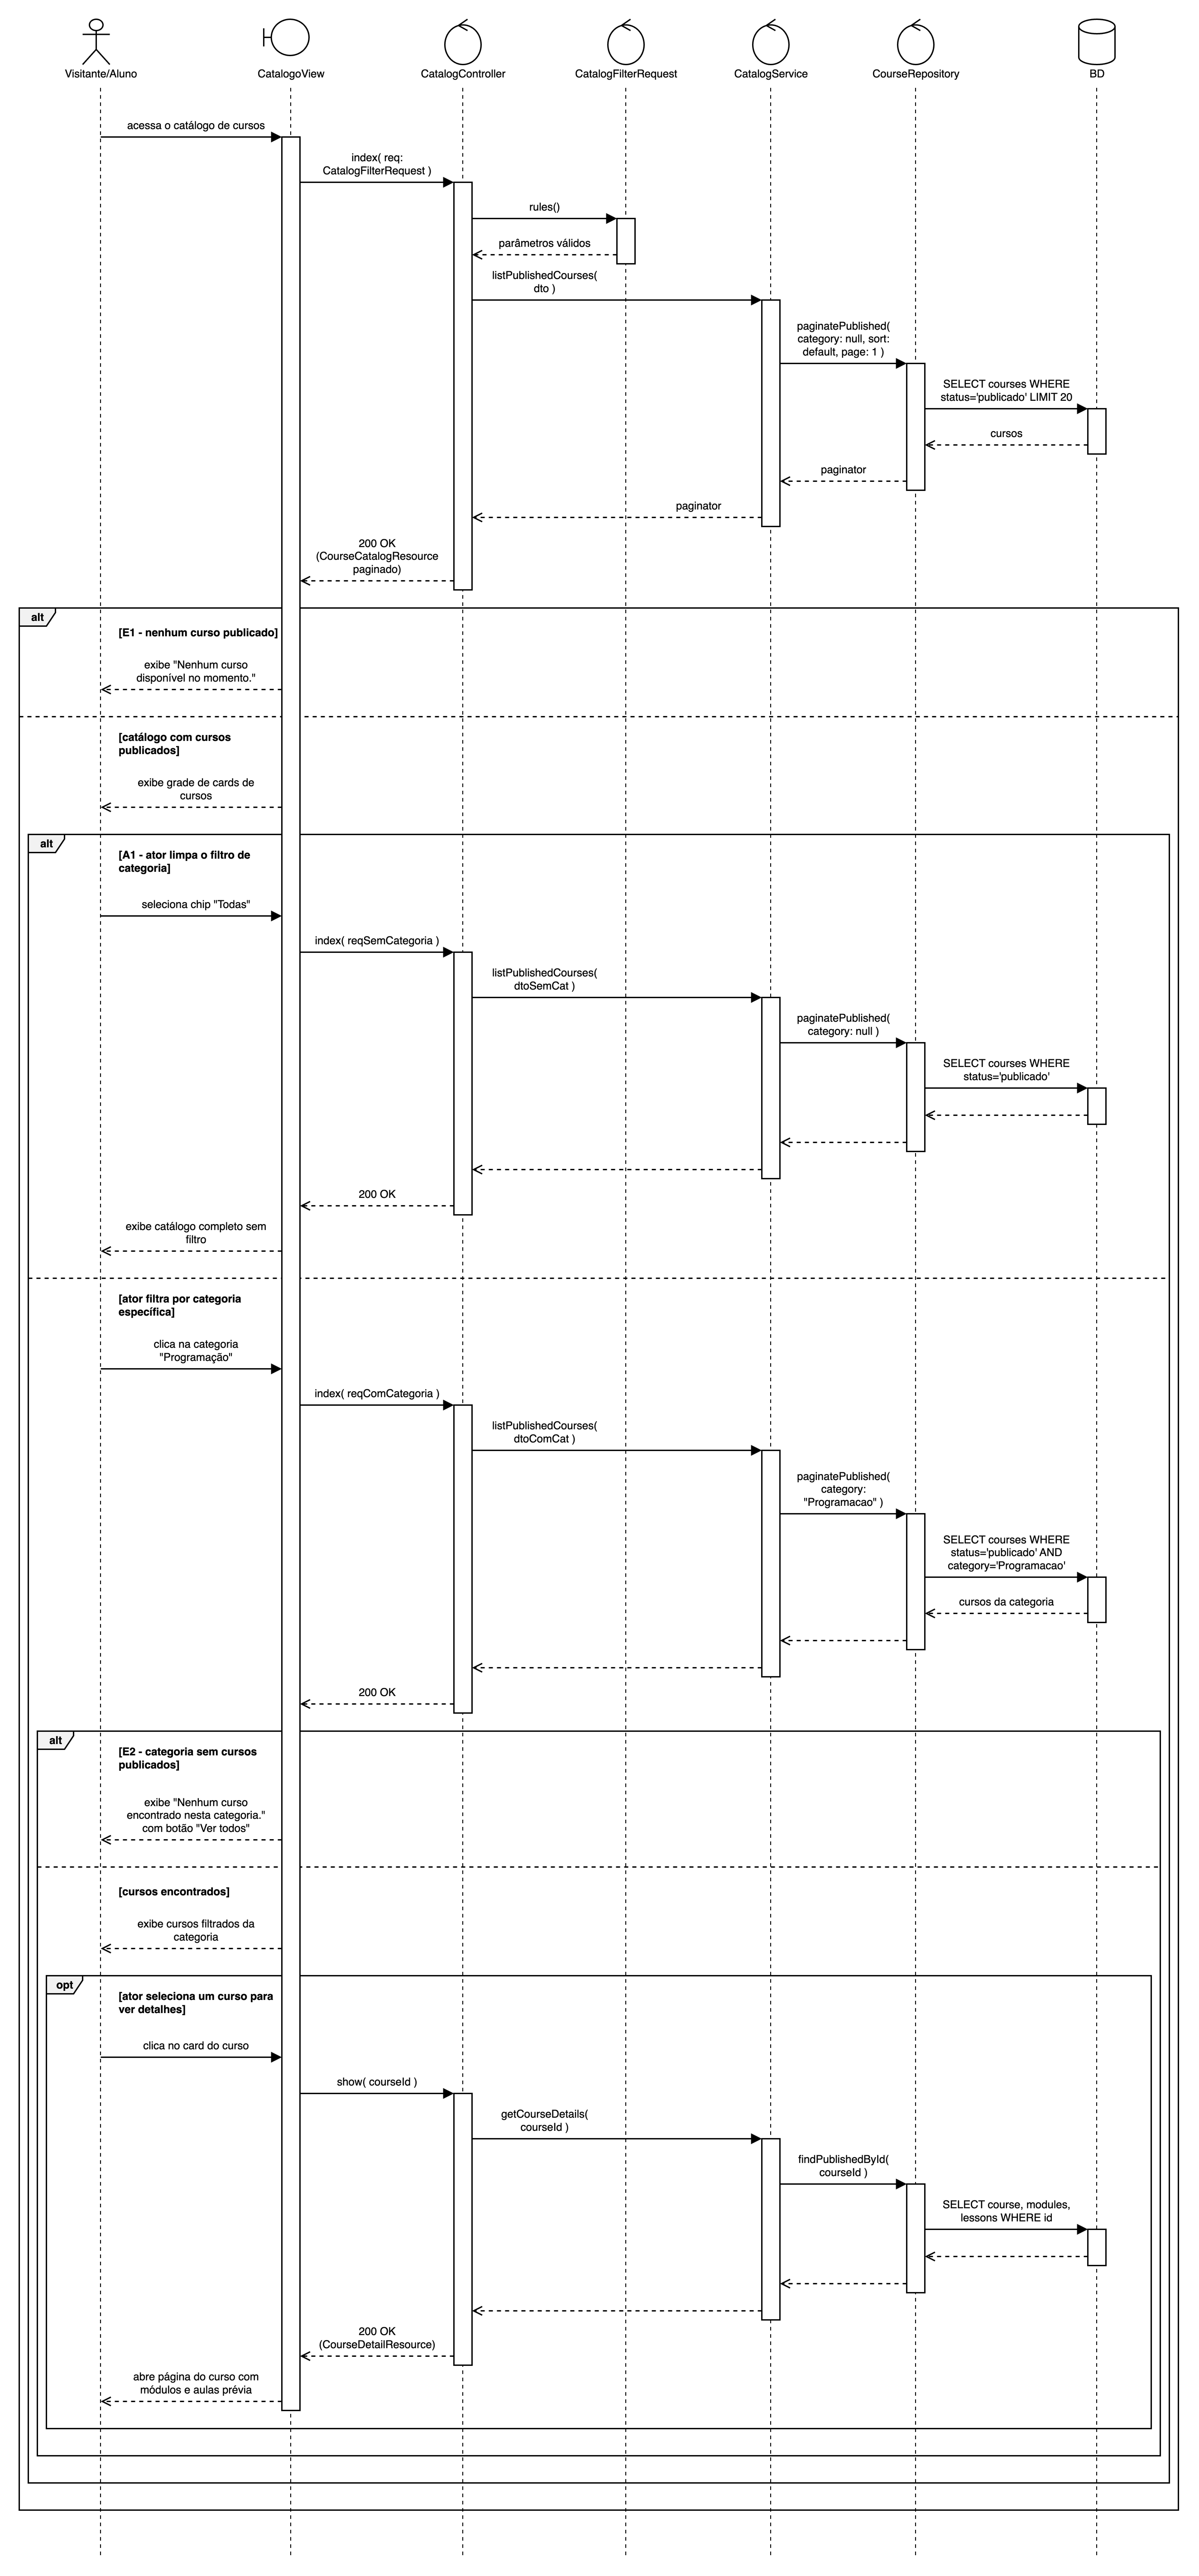 Visitante/Aluno
CatalogoView
CatalogController
CatalogFilterRequest
CatalogService
CourseRepository
BD
acessa o catálogo de cursos
index( req:
CatalogFilterRequest )
rules()
parâmetros válidos
listPublishedCourses(
dto )
paginatePublished(
category: null, sort:
default, page: 1 )
SELECT courses WHERE
status='publicado' LIMIT 20
cursos
paginator
paginator
200 OK
(CourseCatalogResource
paginado)
alt
[E1 - nenhum curso publicado]
exibe "Nenhum curso
disponível no momento."
[catálogo com cursos
publicados]
exibe grade de cards de
cursos
alt
[A1 - ator limpa o filtro de
categoria]
seleciona chip "Todas"
index( reqSemCategoria )
listPublishedCourses(
dtoSemCat )
paginatePublished(
category: null )
SELECT courses WHERE
status='publicado'
200 OK
exibe catálogo completo sem
filtro
[ator filtra por categoria
específica]
clica na categoria
"Programação"
index( reqComCategoria )
listPublishedCourses(
dtoComCat )
paginatePublished(
category:
"Programacao" )
SELECT courses WHERE
status='publicado' AND
category='Programacao'
cursos da categoria
200 OK
alt
[E2 - categoria sem cursos
publicados]
exibe "Nenhum curso
encontrado nesta categoria."
com botão "Ver todos"
[cursos encontrados]
exibe cursos filtrados da
categoria
opt
[ator seleciona um curso para
ver detalhes]
clica no card do curso
show( courseId )
getCourseDetails(
courseId )
findPublishedById(
courseId )
SELECT course, modules,
lessons WHERE id
200 OK
(CourseDetailResource)
abre página do curso com
módulos e aulas prévia